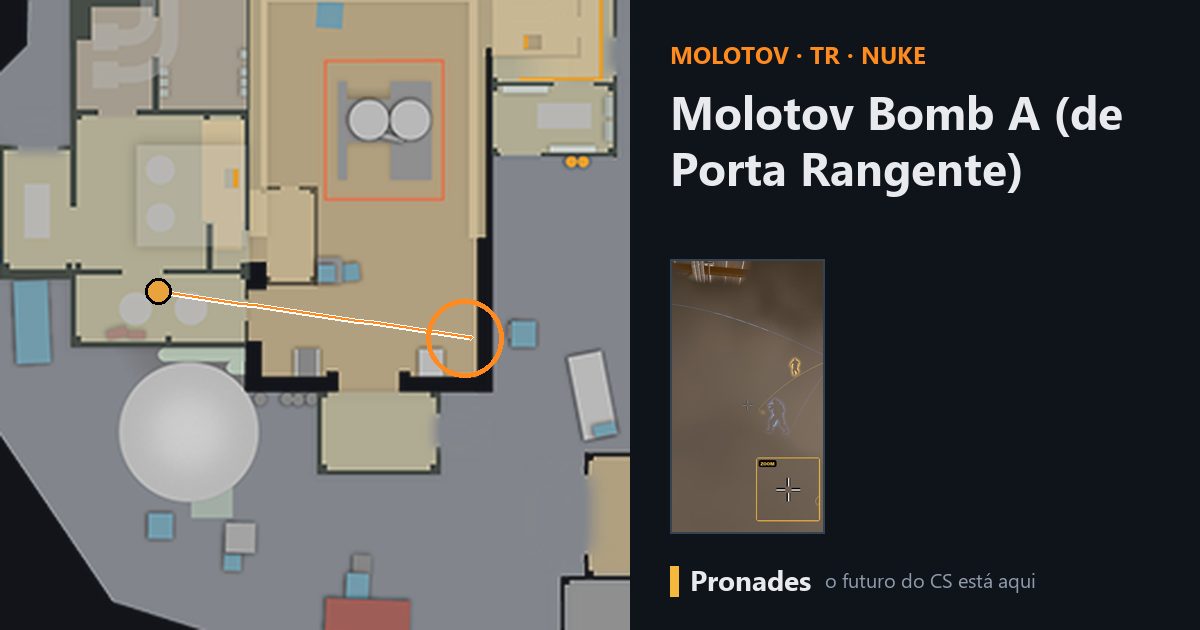 MOLOTOV · TR · NUKE
Molotov Bomb A (de
Porta Rangente)
ZOOM
Pronades o futuro do CS está aqui